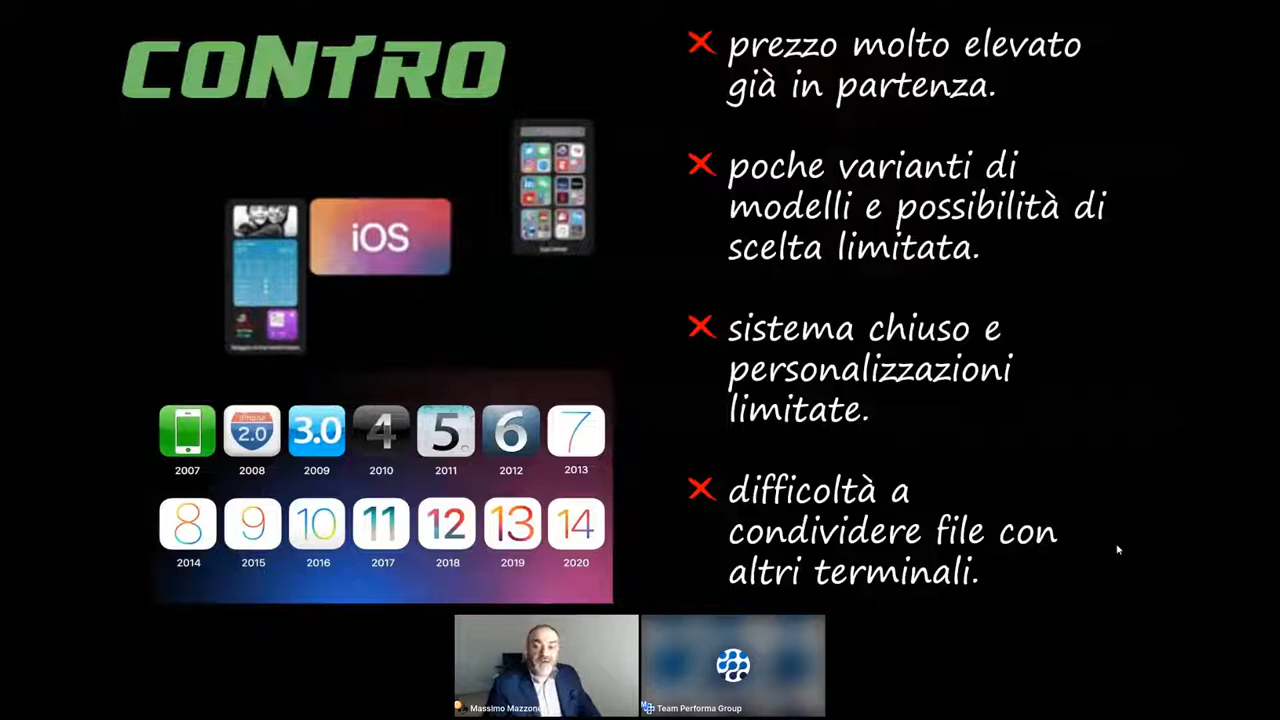 CONTRO
prezzo molto elevato
già in partenza.
poche varianti di
modelli e possibilità di
scelta limitata.
sistema chiuso e
personalizzazioni
limitate.
difficoltà a
condividere file con
altri terminali.
iOS
iPhone
2.0
3.0
4
5
6
7
2007
2008
2009
2010
2011
2012
2013
8
9
10
11
12
13
14
2014
2015
2016
2017
2018
2019
2020
Massimo Mazzon
Team Performa Group